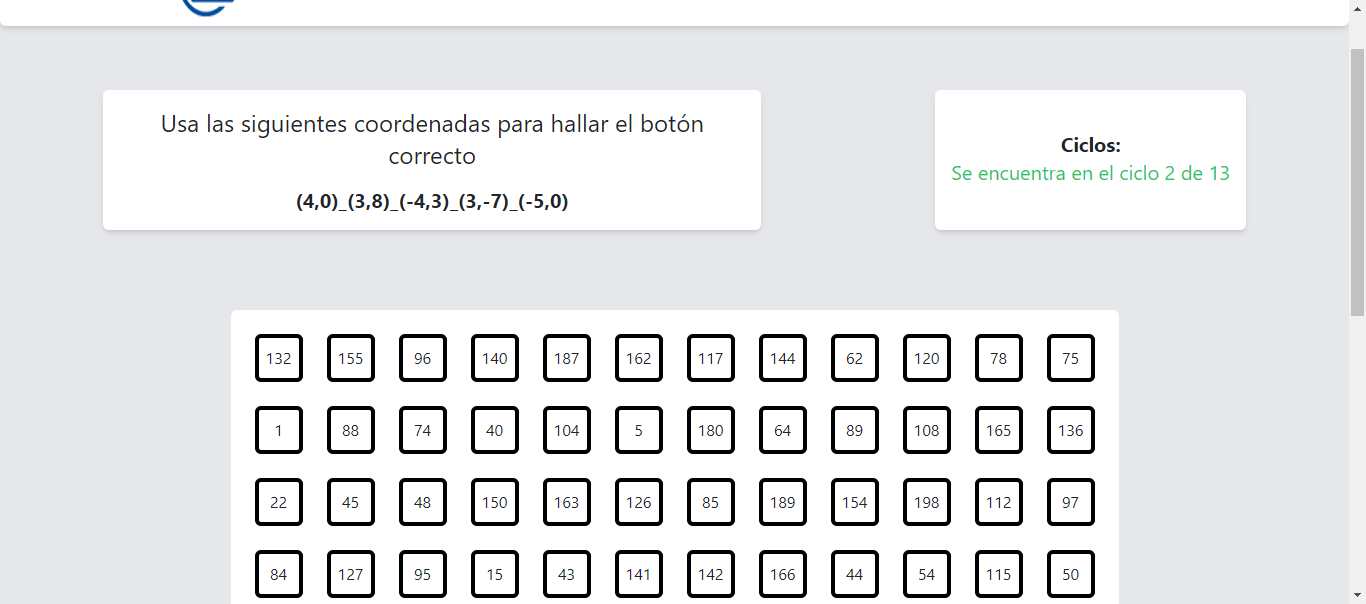 Usa las siguientes coordenadas para hallar el botón
correcto
(4,0)_(3,8)_(-4,3)_(3,-7)_(-5,0)
Ciclos:
Se encuentra en el ciclo 2 de 13
132 155 96 140 187 162 117 144 62 120 78 75
1 88 74 40 104 5 180 64 89 108 165 136
22 45 48 150 163 126 85 189 154 198 112 97
84 127 95 15 43 141 142 166 44 54 115 50